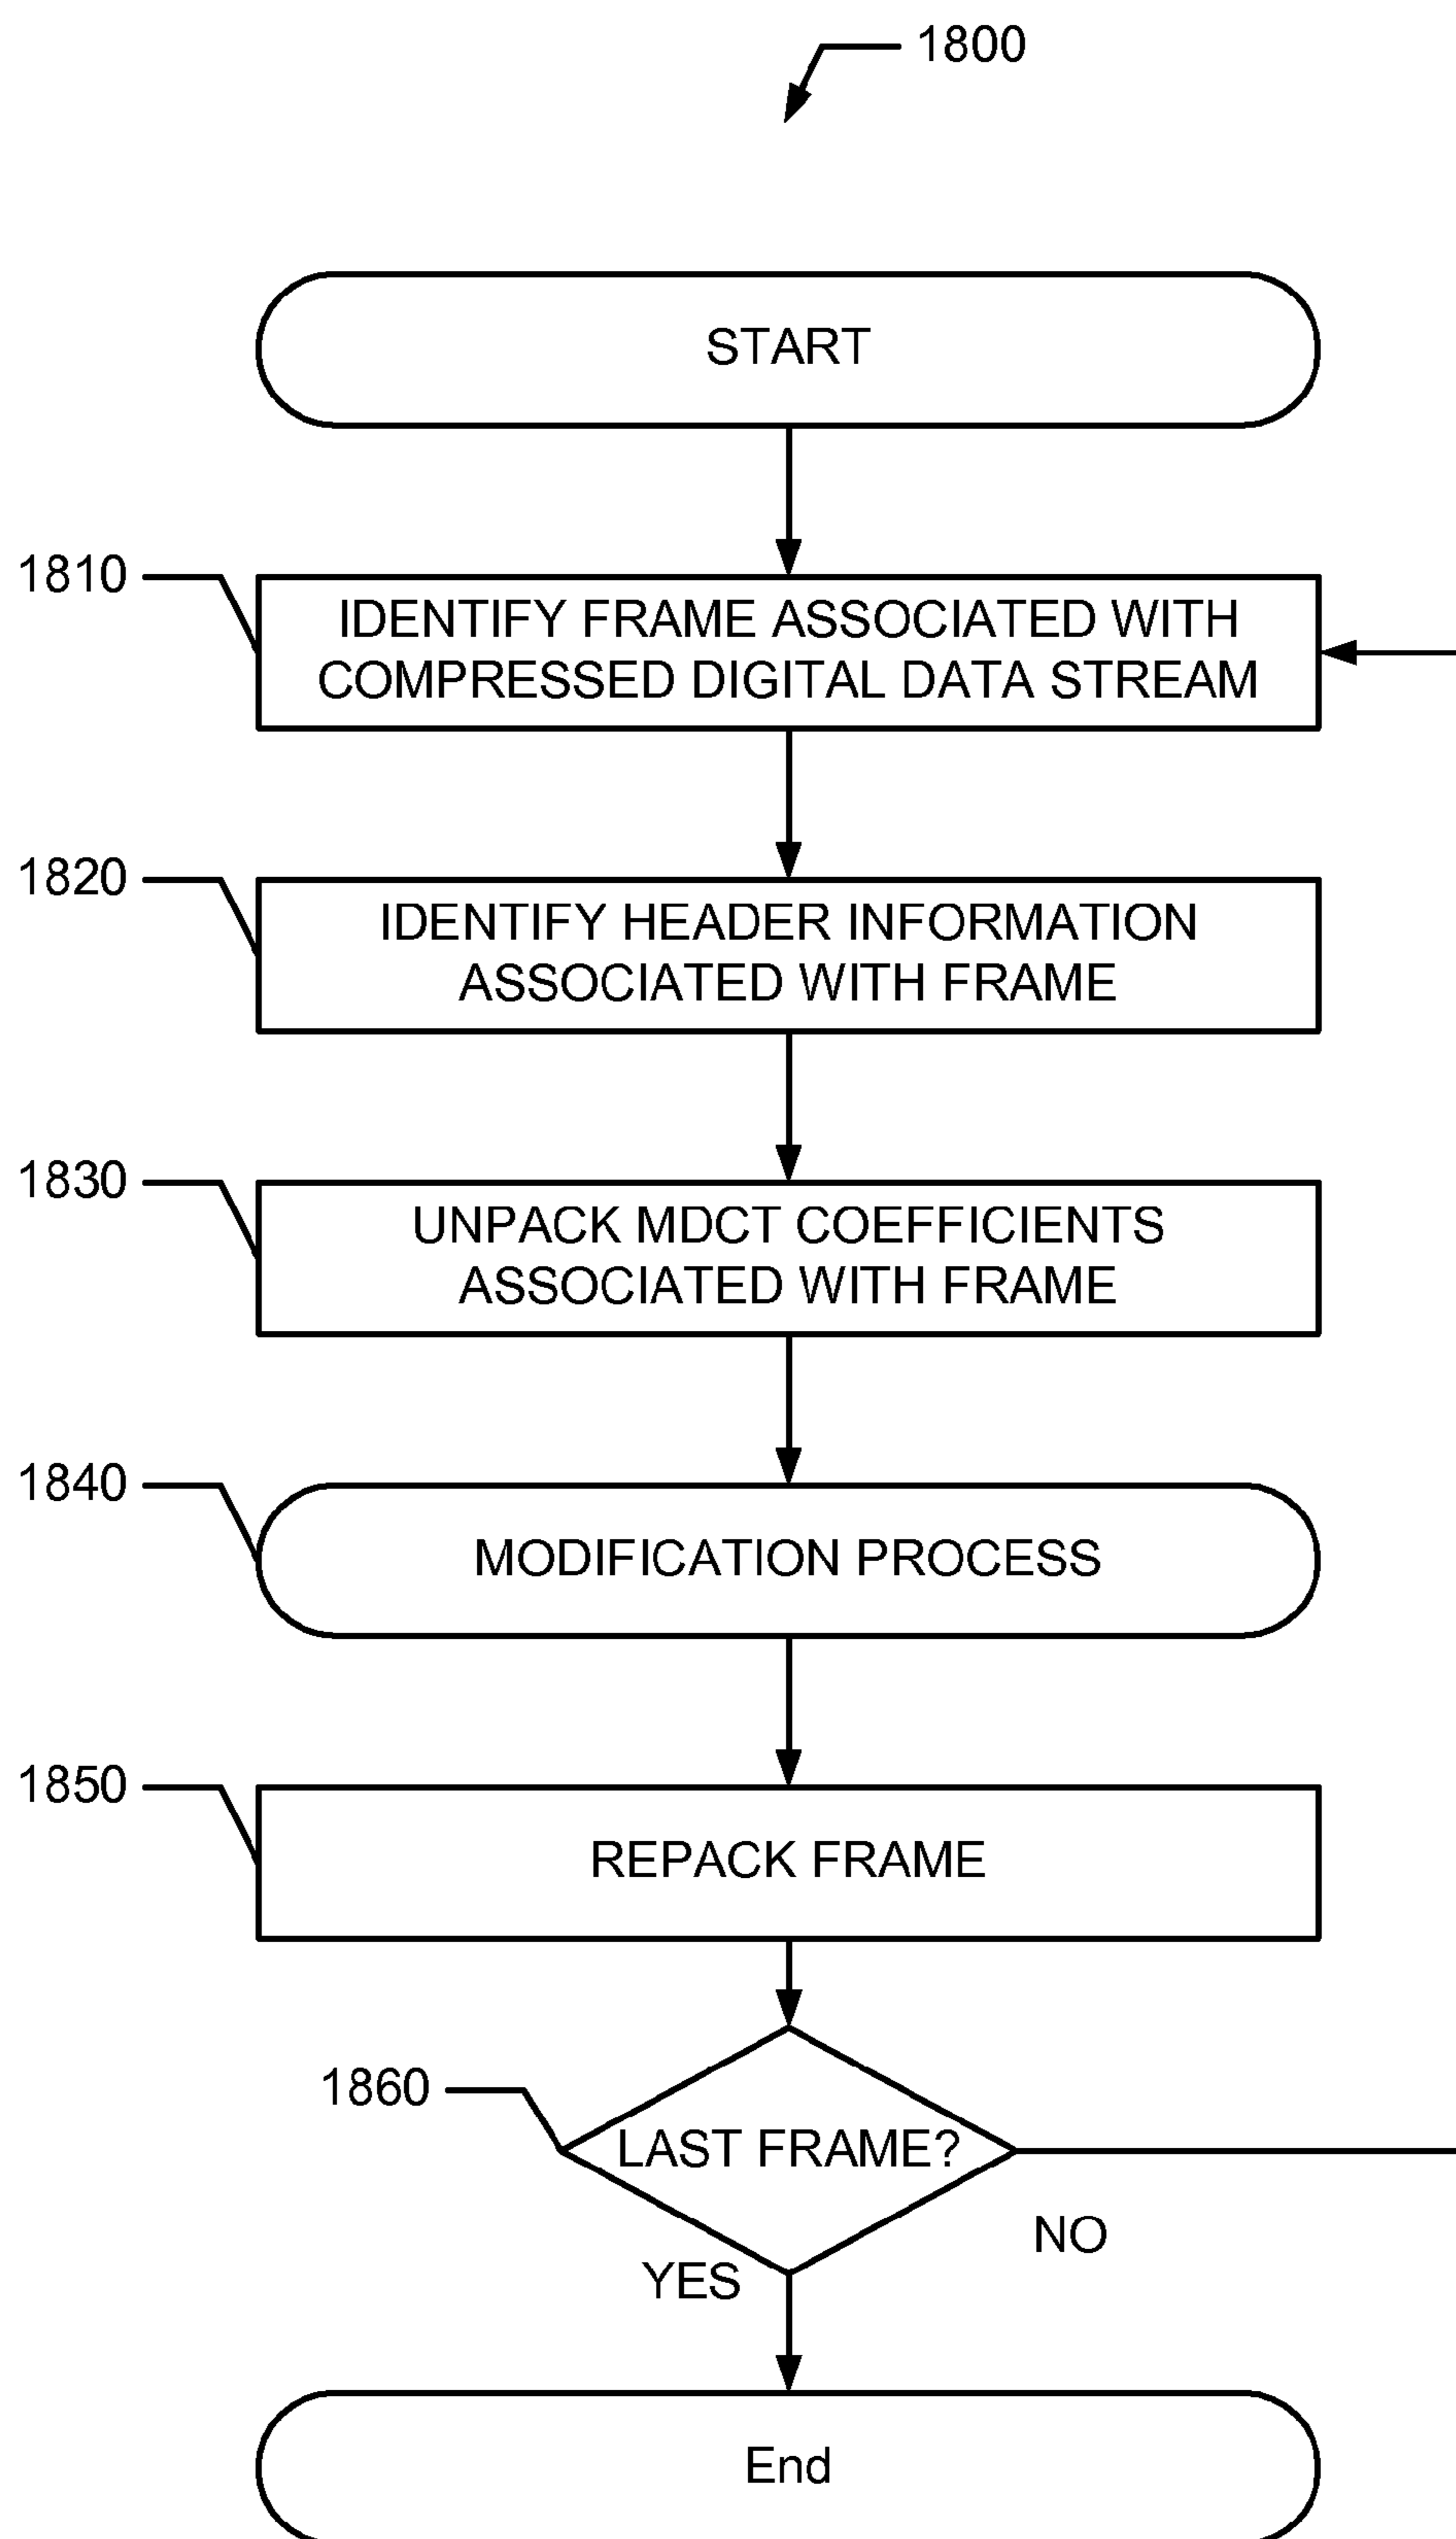 1800
START
1810
IDENTIFY FRAME ASSOCIATED WITH
COMPRESSED DIGITAL DATA STREAM
1820
IDENTIFY HEADER INFORMATION
ASSOCIATED WITH FRAME
1830
UNPACK MDCT COEFFICIENTS
ASSOCIATED WITH FRAME
1840
MODIFICATION PROCESS
1850
REPACK FRAME
1860
LAST FRAME?
NO
YES
End